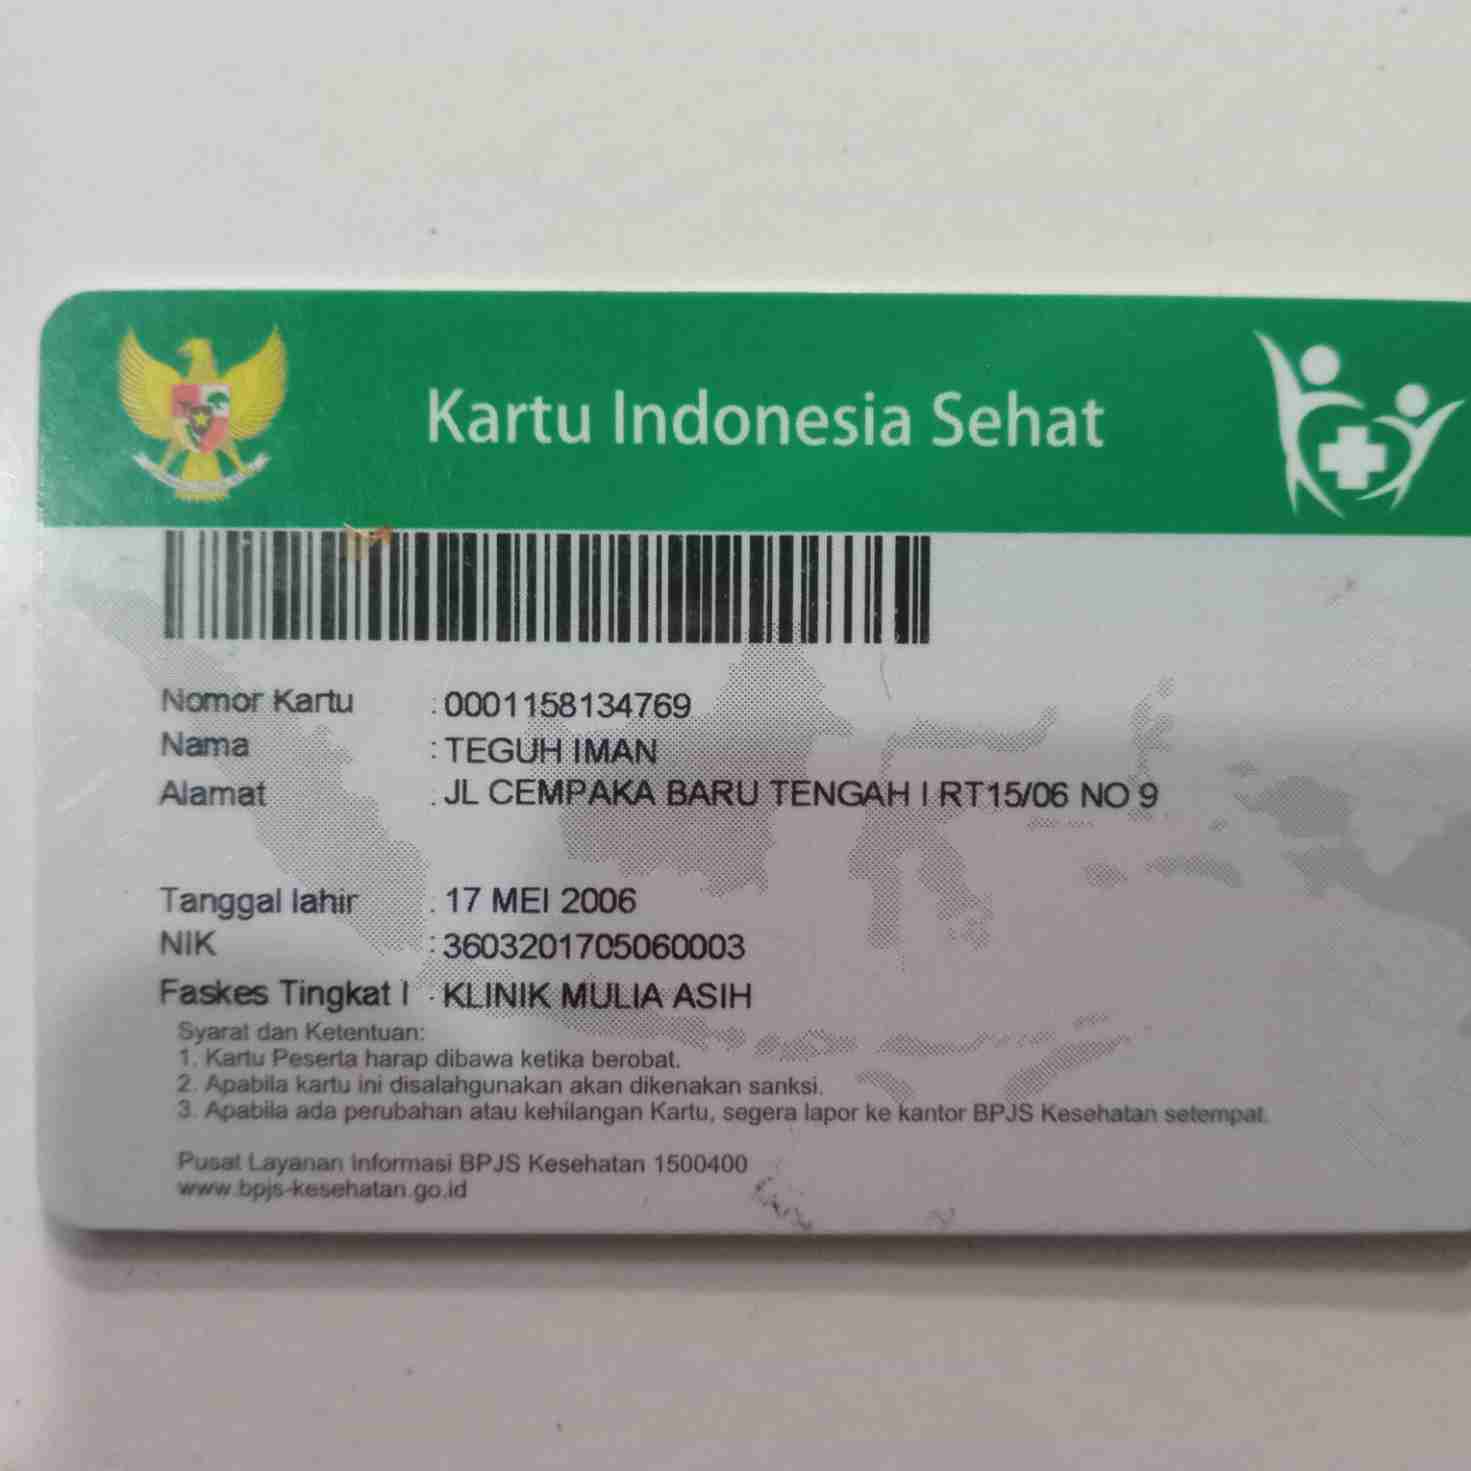 Kartu Indonesia Sehat
Nomor Kartu : 0001158134769
Nama : TEGUH IMAN
Alamat : JL CEMPAKA BARU TENGAH I RT15/06 NO 9
Tanggal lahir : 17 MEI 2006
NIK : 3603201705060003
Faskes Tingkat I : KLINIK MULIA ASIH
Syarat dan Ketentuan:
1. Kartu Peserta harap dibawa ketika berobat.
2. Apabila kartu ini disalahgunakan akan dikenakan sanksi.
3. Apabila ada perubahan atau kehilangan Kartu, segera lapor ke kantor BPJS Kesehatan setempat.
Pusat Layanan Informasi BPJS Kesehatan 1500400
www.bpjs-kesehatan.go.id